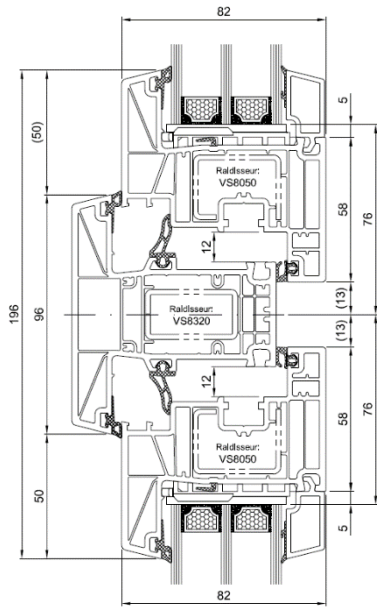 82
5
(50)
Raidisseur:
VS8050
58
76
12
196
96
Raidisseur:
VS8320
(13)
(13)
12
58
76
Raidisseur:
VS8050
50
5
82